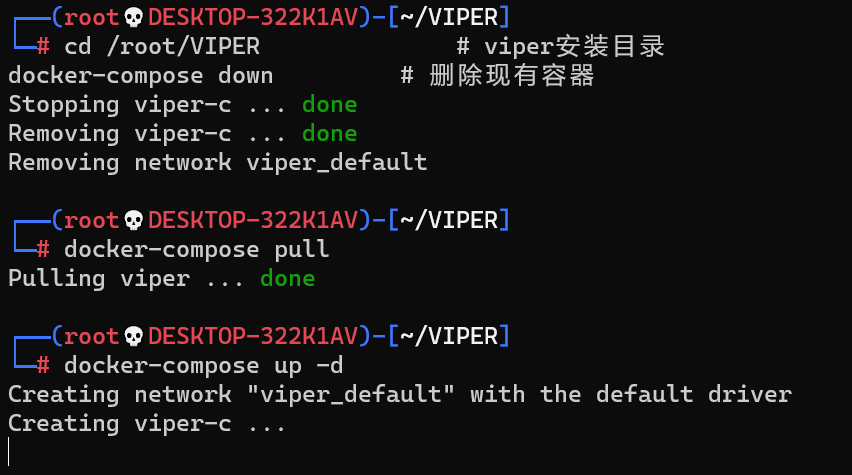 ┌──(root💀DESKTOP-322K1AV)-[~/VIPER]
└─# cd /root/VIPER              # viper安装目录
docker-compose down         # 删除现有容器
Stopping viper-c ... done
Removing viper-c ... done
Removing network viper_default
┌──(root💀DESKTOP-322K1AV)-[~/VIPER]
└─# docker-compose pull
Pulling viper ... done
┌──(root💀DESKTOP-322K1AV)-[~/VIPER]
└─# docker-compose up -d
Creating network "viper_default" with the default driver
Creating viper-c ...